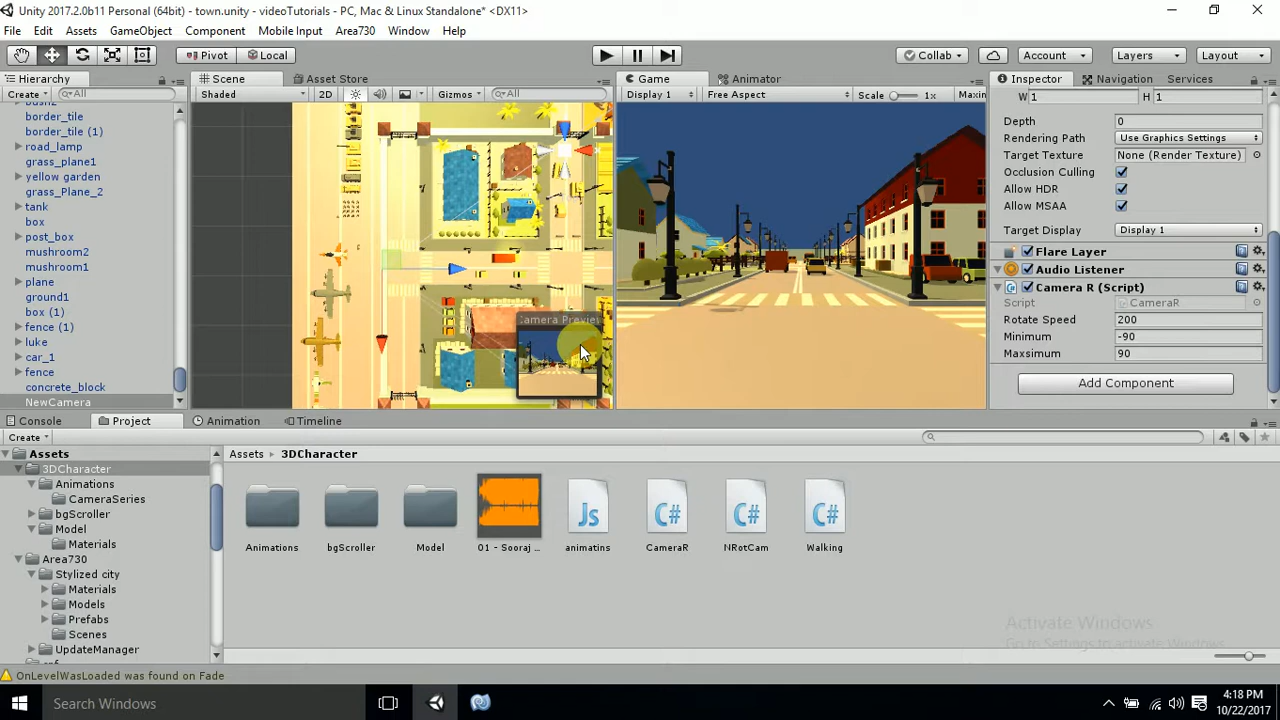 Unity 2017.2.0b11 Personal (64bit) - town.unity - videoTutorials - PC, Mac & Linux Standalone* <DX11>
File Edit Assets GameObject Component Mobile Input Area730 Window Help
Pivot Local Collab Account Layers Layout
Hierarchy Scene Asset Store Game Animator Inspector Navigation Services
Create All Shaded 2D Gizmos All Display 1 Free Aspect Scale 1x Maxin
W 1 H 1
border_tile
border_tile (1)
road_lamp
grass_plane1
yellow garden
grass_Plane_2
tank
box
post_box
mushroom2
mushroom1
plane
ground1
box (1)
fence (1)
luke
car_1
fence
concrete_block
NewCamera
Camera Preview
Depth 0
Rendering Path Use Graphics Settings
Target Texture None (Render Texture)
Occlusion Culling
Allow HDR
Allow MSAA
Target Display Display 1
Flare Layer
Audio Listener
Camera R (Script)
Script CameraR
Rotate Speed 200
Minimum -90
Maxsimum 90
Add Component
Console Project Animation Timeline
Create
Assets
3DCharacter
Animations
CameraSeries
bgScroller
Model
Materials
Area730
Stylized city
Materials
Models
Prefabs
Scenes
UpdateManager
Assets 3DCharacter
Js C# C# C#
Animations bgScroller Model 01 - Sooraj ... animatins CameraR NRotCam Walking
Activate Windows
Go to Settings to activate Windows.
OnLevelWasLoaded was found on Fade
Search Windows
4:18 PM
10/22/2017